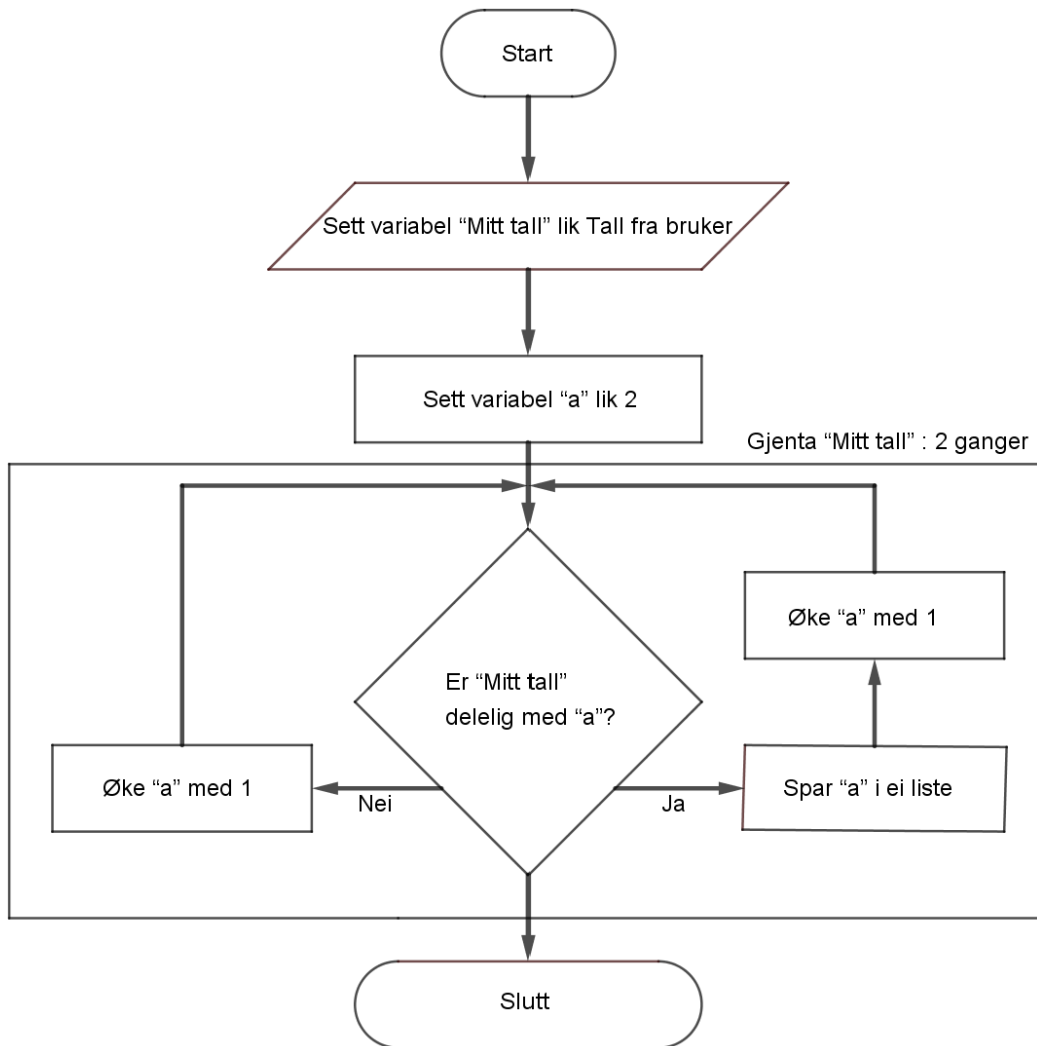 Start
Sett variabel “Mitt tall” lik Tall fra bruker
Sett variabel “a” lik 2
Gjenta “Mitt tall” : 2 ganger
Øke “a” med 1
Er “Mitt tall”
delelig med “a”?
Øke “a” med 1
Nei
Ja
Spar “a” i ei liste
Slutt